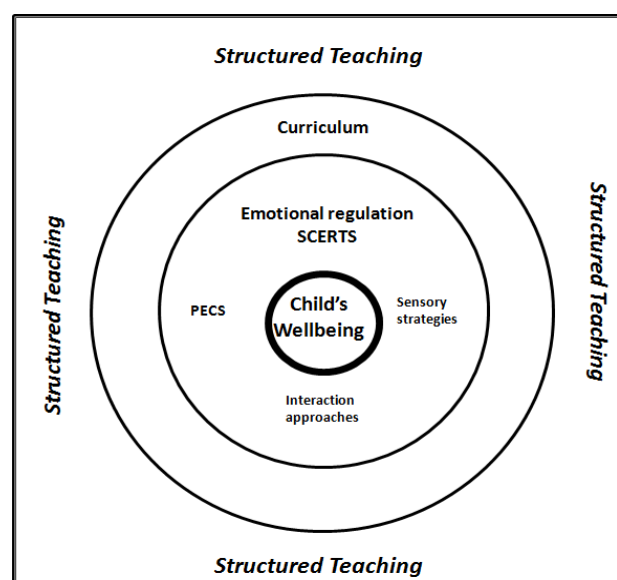 Structured Teaching
Curriculum
Structured Teaching
Structured Teaching
Emotional regulation
SCERTS
PECS
Child's
Wellbeing
Sensory
strategies
Interaction
approaches
Structured Teaching